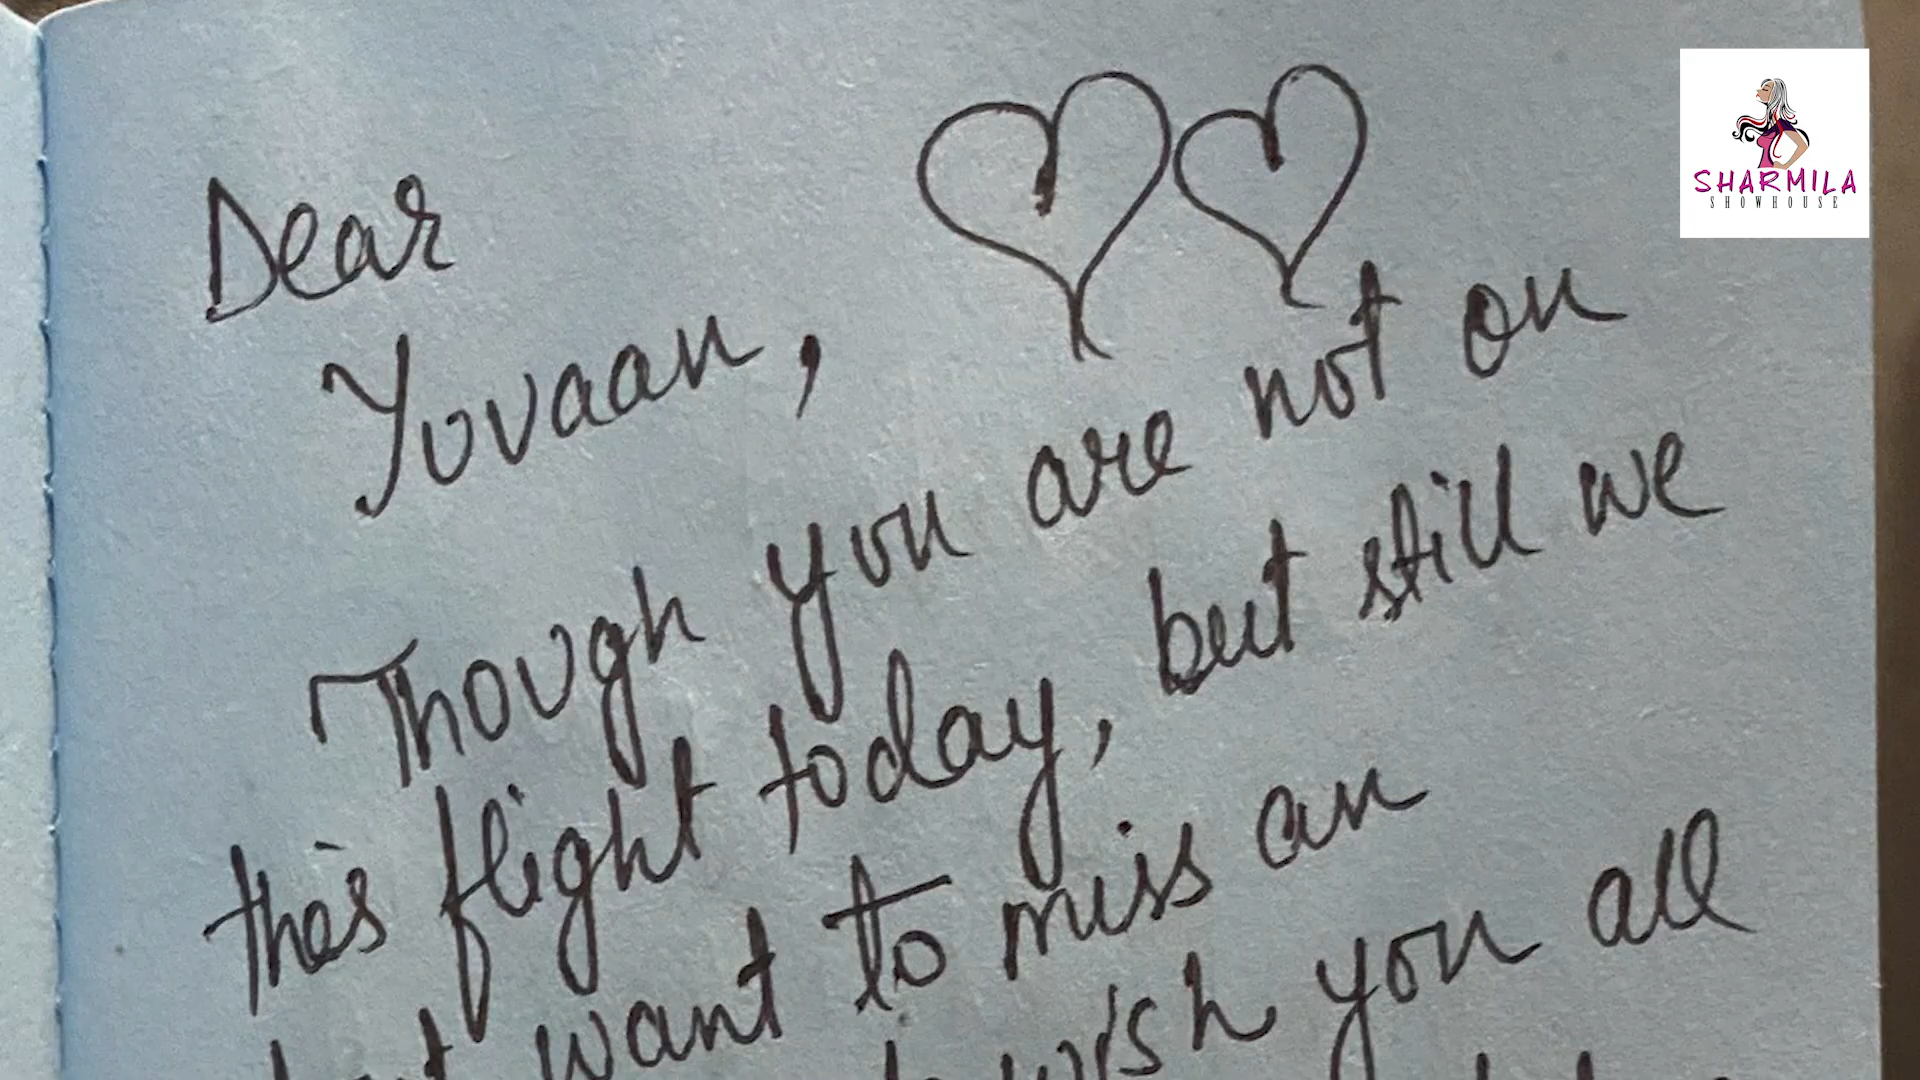 SHARMILA
SHOWHOUSE
Dear
Yovaan,
Though you are not on
this flight today, but still we
want to miss an
wish you all